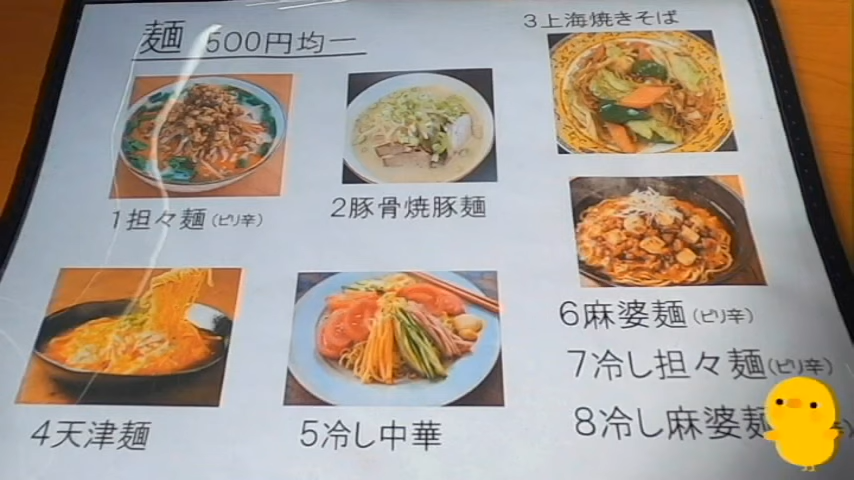 麺 500円均一
1担々麺(ピリ辛)
2豚骨焼豚麺
3上海焼きそば
4天津麺
5冷し中華
6麻婆麺(ピリ辛)
7冷し担々麺(ピリ辛)
8冷し麻婆麺